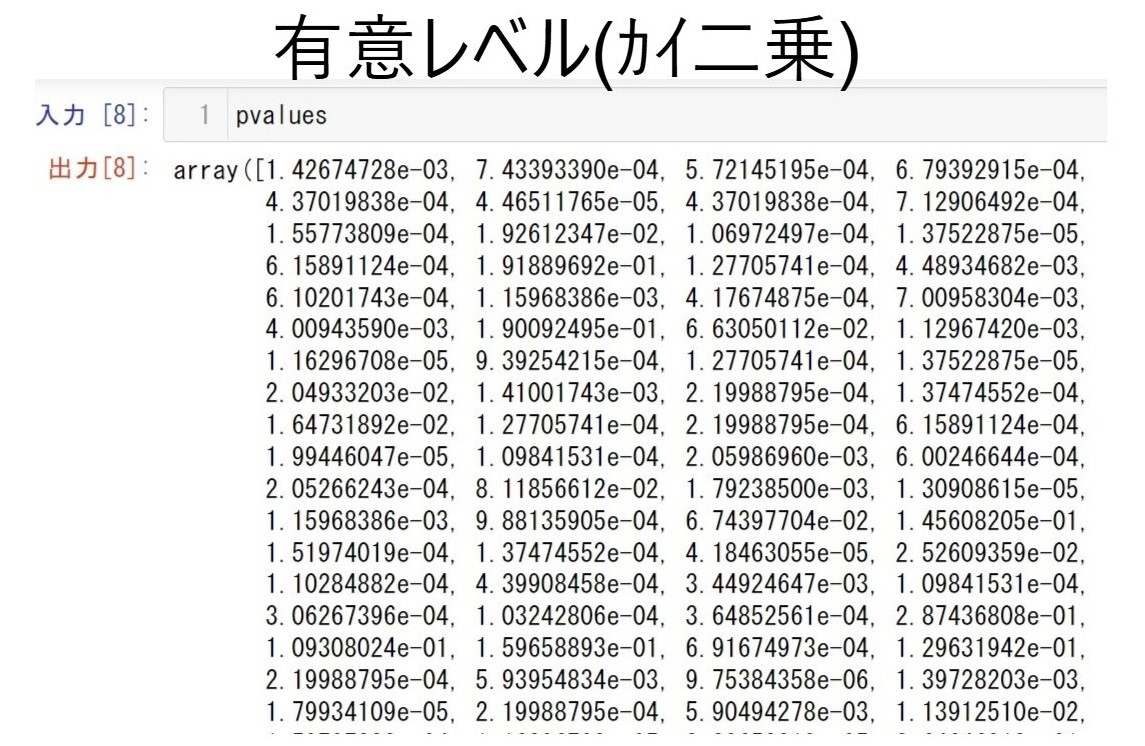 有意レベル(ｶｲ二乗)
入力 [8]: 1 pvalues
出力[8]: array([1.42674728e-03, 7.43393390e-04, 5.72145195e-04, 6.79392915e-04,
4.37019838e-04, 4.46511765e-05, 4.37019838e-04, 7.12906492e-04,
1.55773809e-04, 1.92612347e-02, 1.06972497e-04, 1.37522875e-05,
6.15891124e-04, 1.91889692e-01, 1.27705741e-04, 4.48934682e-03,
6.10201743e-04, 1.15968386e-03, 4.17674875e-04, 7.00958304e-03,
4.00943590e-03, 1.90092495e-01, 6.63050112e-02, 1.12967420e-03,
1.16296708e-05, 9.39254215e-04, 1.27705741e-04, 1.37522875e-05,
2.04933203e-02, 1.41001743e-03, 2.19988795e-04, 1.37474552e-04,
1.64731892e-02, 1.27705741e-04, 2.19988795e-04, 6.15891124e-04,
1.99446047e-05, 1.09841531e-04, 2.05986960e-03, 6.00246644e-04,
2.05266243e-04, 8.11856612e-02, 1.79238500e-03, 1.30908615e-05,
1.15968386e-03, 9.88135905e-04, 6.74397704e-02, 1.45608205e-01,
1.51974019e-04, 1.37474552e-04, 4.18463055e-05, 2.52609359e-02,
1.10284882e-04, 4.39908458e-04, 3.44924647e-03, 1.09841531e-04,
3.06267396e-04, 1.03242806e-04, 3.64852561e-04, 2.87436808e-01,
1.09308024e-01, 1.59658893e-01, 6.91674973e-04, 1.29631942e-01,
2.19988795e-04, 5.93954834e-03, 9.75384358e-06, 1.39728203e-03,
1.79934109e-05, 2.19988795e-04, 5.90494278e-03, 1.13912510e-02,